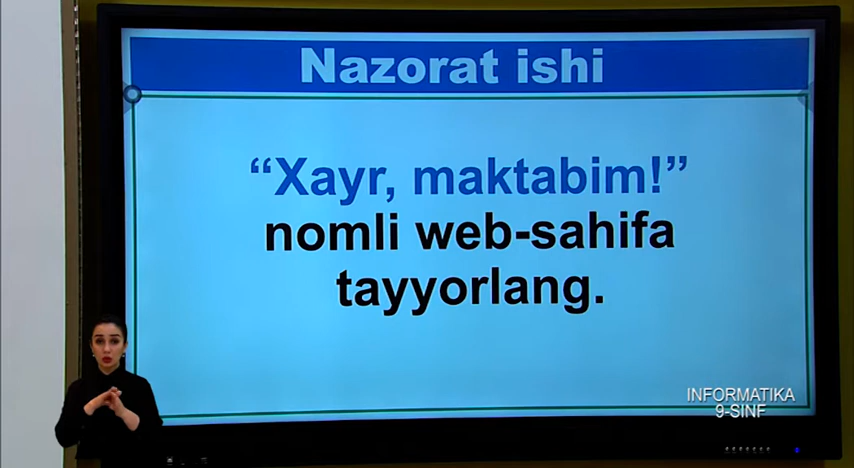 Nazorat ishi
“Xayr, maktabim!”
nomli web-sahifa
tayyorlang.
INFORMATIKA
9-SINF